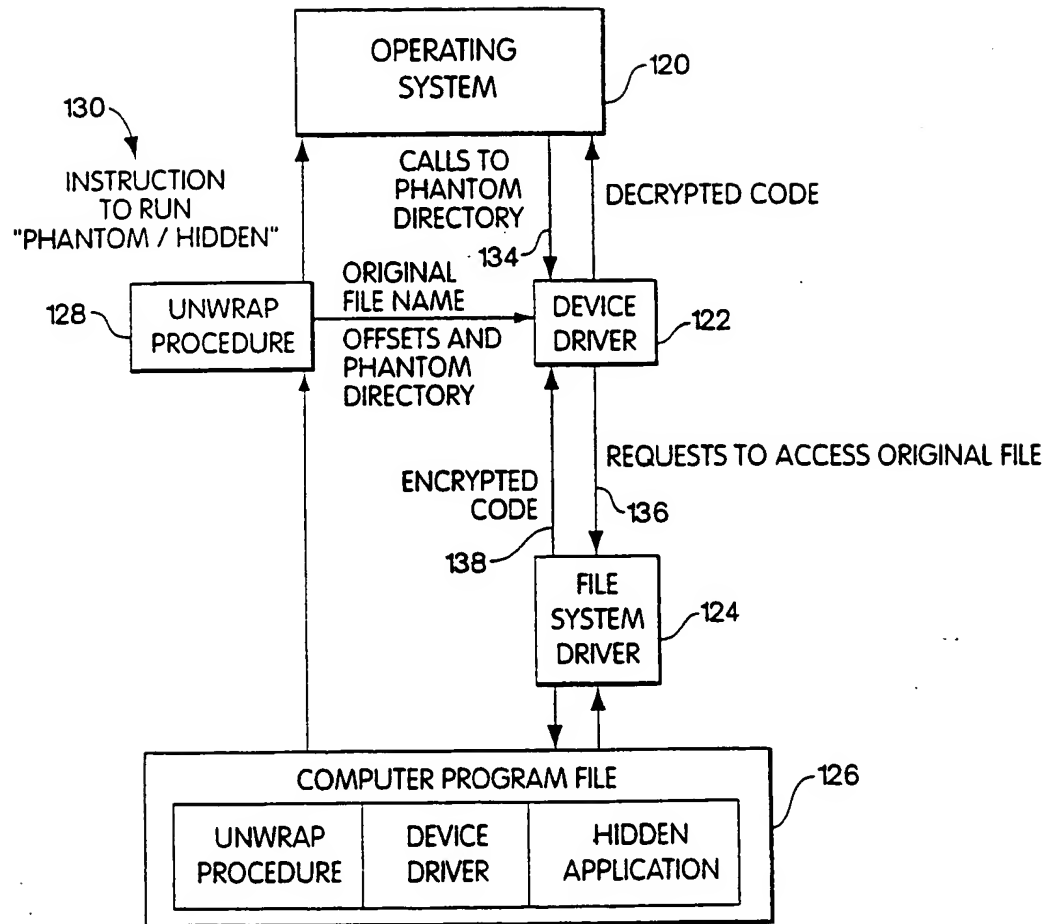 OPERATING
SYSTEM
120
130
INSTRUCTION
TO RUN
"PHANTOM / HIDDEN"
CALLS TO
PHANTOM
DIRECTORY
134
DECRYPTED CODE
128
UNWRAP
PROCEDURE
ORIGINAL
FILE NAME
OFFSETS AND
PHANTOM
DIRECTORY
DEVICE
DRIVER
122
REQUESTS TO ACCESS ORIGINAL FILE
136
ENCRYPTED
CODE
138
FILE
SYSTEM
DRIVER
124
COMPUTER PROGRAM FILE
126
UNWRAP
PROCEDURE
DEVICE
DRIVER
HIDDEN
APPLICATION